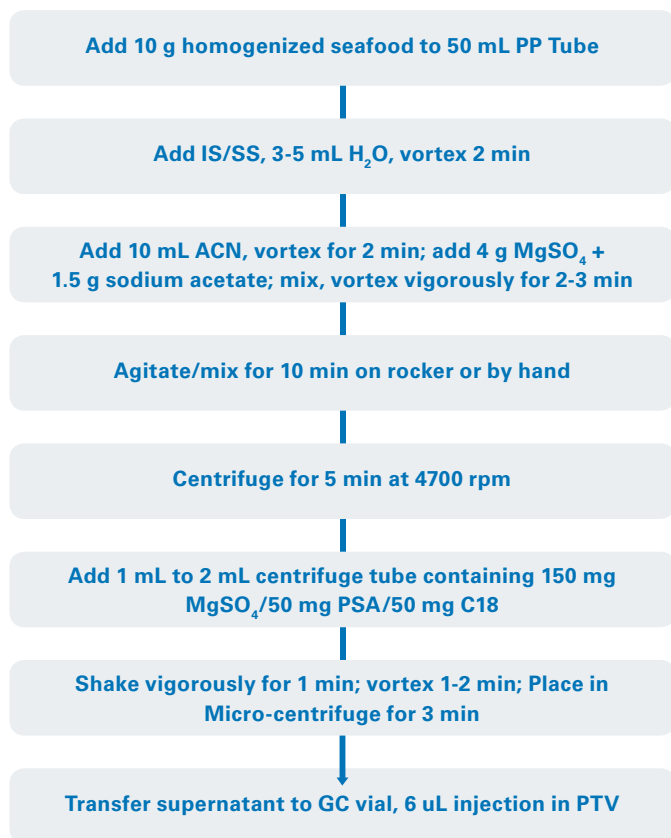 Add 10 g homogenized seafood to 50 mL PP Tube
Add IS/SS, 3-5 mL H₂O, vortex 2 min
Add 10 mL ACN, vortex for 2 min; add 4 g MgSO₄ +
1.5 g sodium acetate; mix, vortex vigorously for 2-3 min
Agitate/mix for 10 min on rocker or by hand
Centrifuge for 5 min at 4700 rpm
Add 1 mL to 2 mL centrifuge tube containing 150 mg
MgSO₄/50 mg PSA/50 mg C18
Shake vigorously for 1 min; vortex 1-2 min; Place in
Micro-centrifuge for 3 min
Transfer supernatant to GC vial, 6 uL injection in PTV